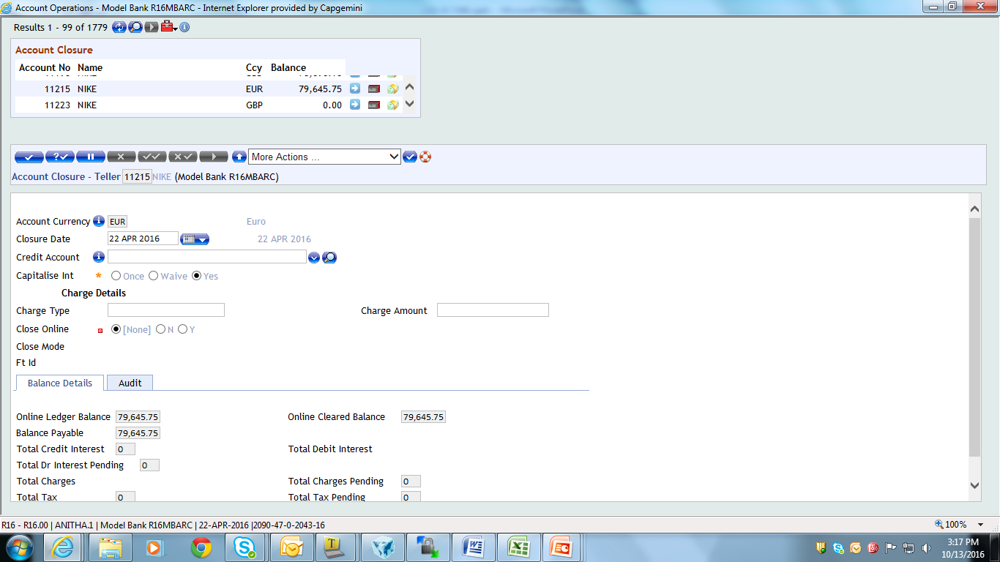 Account Operations - Model Bank R16MBARC - Internet Explorer provided by Capgemini
Results 1 - 99 of 1779
Account Closure
Account No Name Ccy Balance
11215 NIKE EUR 79,645.75
11223 NIKE GBP 0.00
More Actions ...
Account Closure - Teller 11215 NIKE (Model Bank R16MBARC)
Account Currency EUR Euro
Closure Date 22 APR 2016 22 APR 2016
Credit Account
Capitalise Int * Once Waive Yes
Charge Details
Charge Type Charge Amount
Close Online [None] N Y
Close Mode
Ft Id
Balance Details Audit
Online Ledger Balance 79,645.75 Online Cleared Balance 79,645.75
Balance Payable 79,645.75
Total Credit Interest 0 Total Debit Interest
Total Dr Interest Pending 0
Total Charges Total Charges Pending 0
Total Tax 0 Total Tax Pending 0
R16 - R16.00 | ANITHA.1 | Model Bank R16MBARC | 22-APR-2016 |2090-47-0-2043-16
100%
3:17 PM
10/13/2016